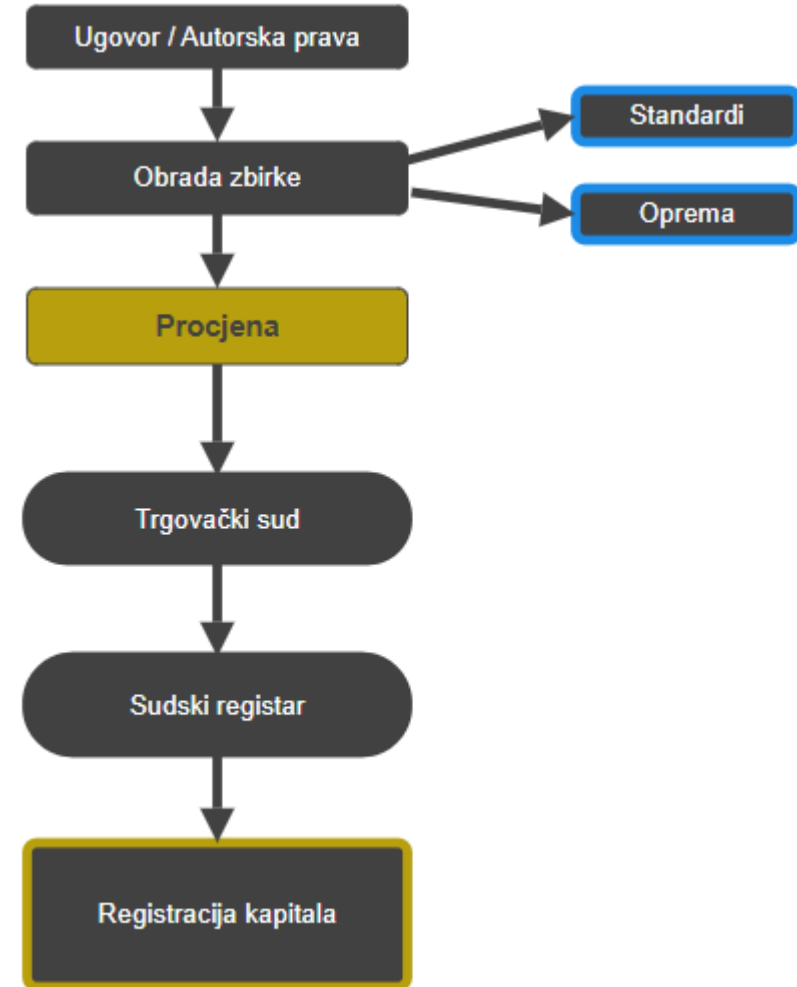 Ugovor / Autorska prava
Standardi
Obrada zbirke
Oprema
Procjena
Trgovački sud
Sudski registar
Registracija kapitala